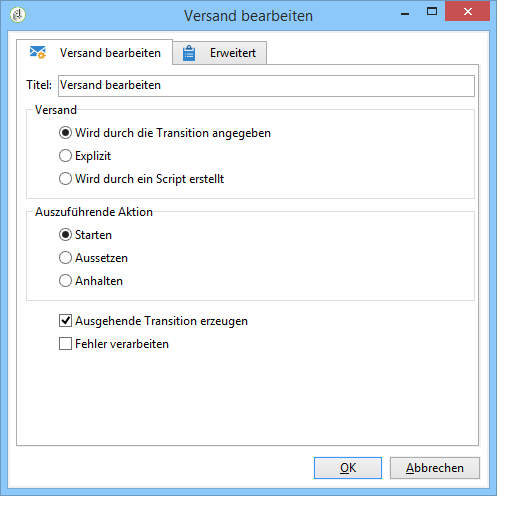 Versand bearbeiten
Versand bearbeiten
Erweitert
Titel: Versand bearbeiten
Versand
Wird durch die Transition angegeben
Explizit
Wird durch ein Script erstellt
Auszuführende Aktion
Starten
Aussetzen
Anhalten
Ausgehende Transition erzeugen
Fehler verarbeiten
OK
Abbrechen